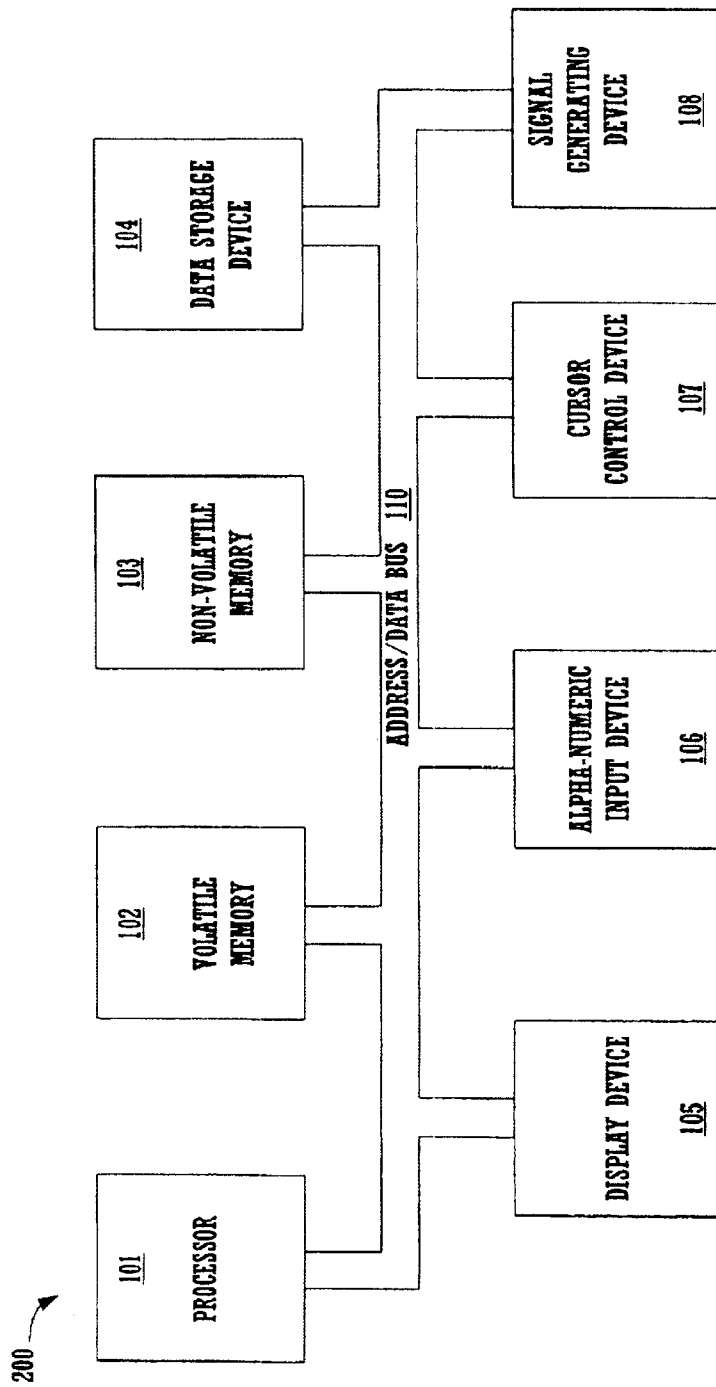 200
101
PROCESSOR
102
VOLATILE
MEMORY
103
NON-VOLATILE
MEMORY
104
DATA STORAGE
DEVICE
ADDRESS/DATA BUS 110
DISPLAY DEVICE
105
ALPHA-NUMERIC
INPUT DEVICE
106
CURSOR
CONTROL DEVICE
107
SIGNAL
GENERATING
DEVICE
108